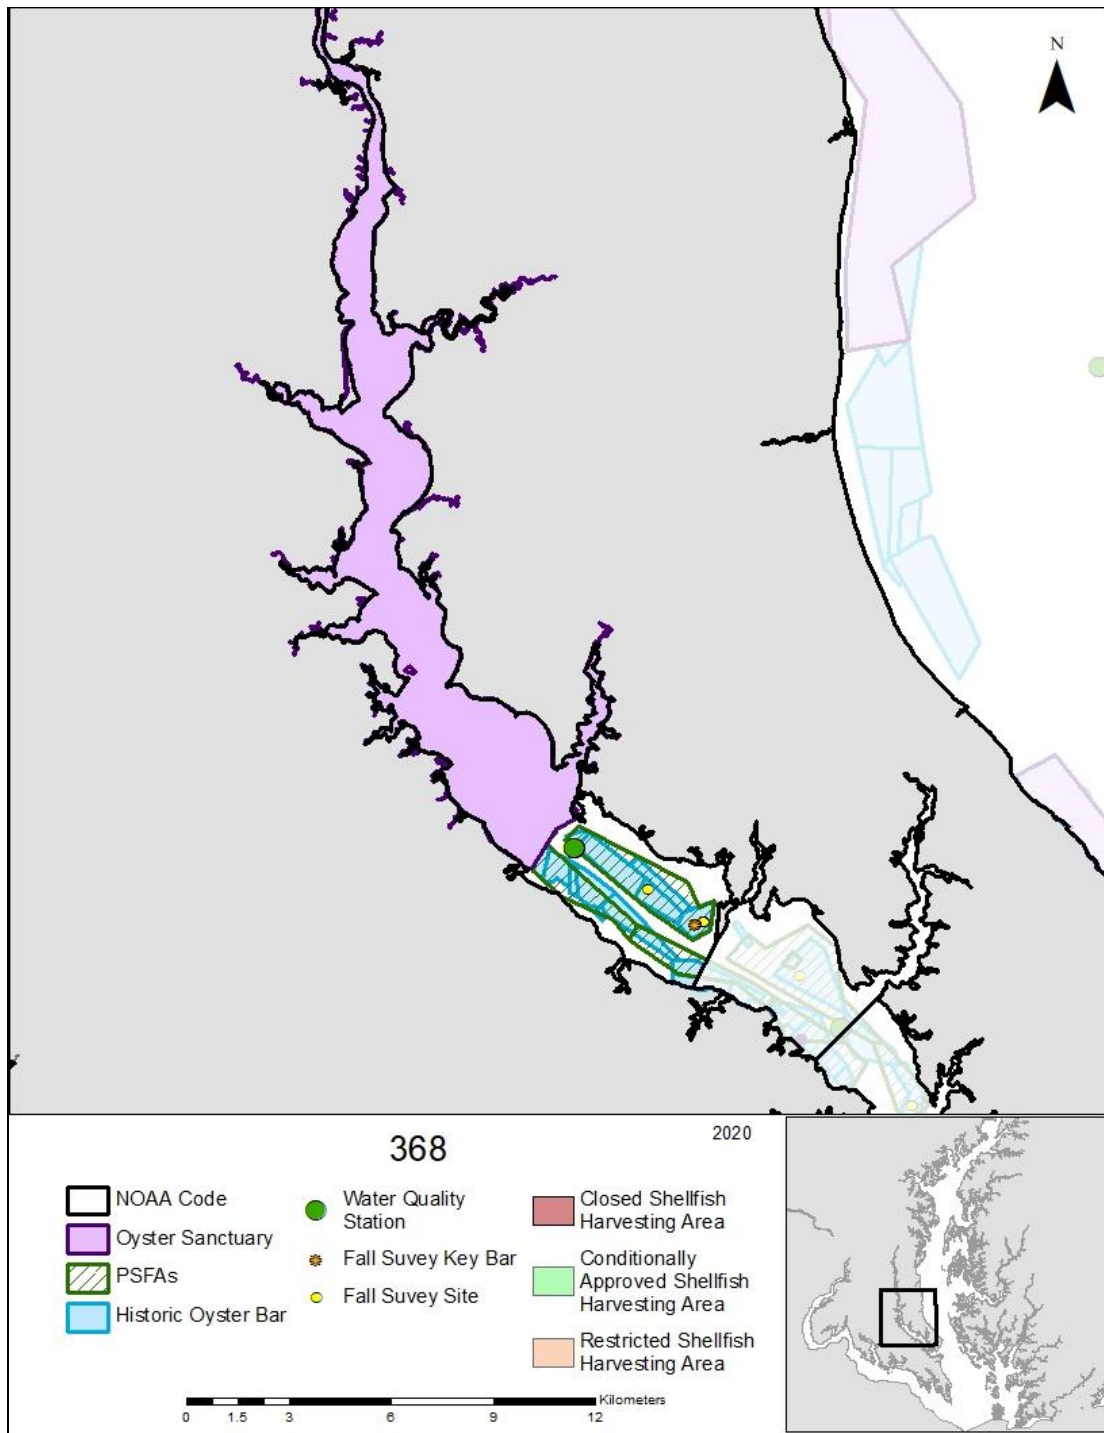 N
368
2020
NOAA Code
Oyster Sanctuary
PSFAs
Historic Oyster Bar
Water Quality
Station
Fall Suvey Key Bar
Fall Suvey Site
Closed Shellfish
Harvesting Area
Conditionally
Approved Shellfish
Harvesting Area
Restricted Shellfish
Harvesting Area
Kilometers
0 1.5 3 6 9 12